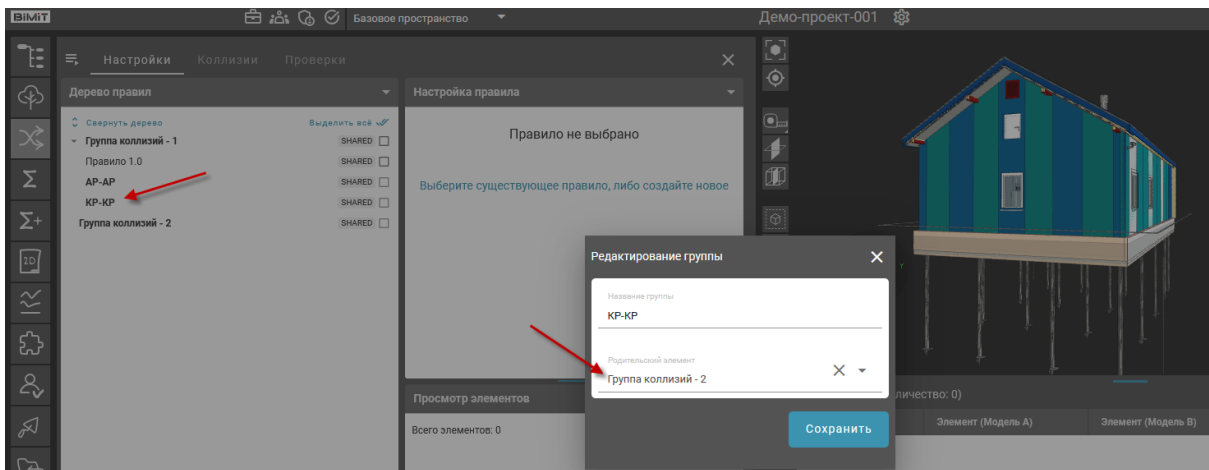 BiMiT
Базовое пространство
Демо-проект-001
Настройки Коллизии Проверки
Дерево правил
Свернуть дерево Выделить всё
Группа коллизий - 1 SHARED
Правило 1.0 SHARED
АР-АР SHARED
КР-КР SHARED
Группа коллизий - 2 SHARED
Настройка правила
Правило не выбрано
Выберите существующее правило, либо создайте новое
2D
Редактирование группы
Название группы
КР-КР
Родительский элемент
Группа коллизий - 2
Сохранить
Просмотр элементов
Всего элементов: 0
личество: 0)
Элемент (Модель A) Элемент (Модель B)